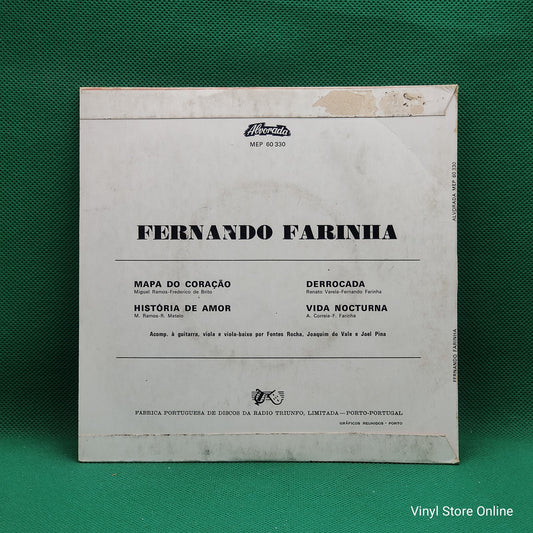 Alvorada
MEP 60 330
FERNANDO FARINHA
MAPA DO CORAÇÃO
Miguel Ramos-Frederico de Brito
HISTÓRIA DE AMOR
M. Ramos-R. Matelo
DERROCADA
Renato Varela-Fernando Farinha
VIDA NOCTURNA
A. Correia-F. Farinha
Acomp. à guitarra, viola e viola-baixo por Fontes Rocha, Joaquim do Vale e Joel Pina
FABRICA PORTUGUESA DE DISCOS DA RADIO TRIUNFO, LIMITADA—PORTO-PORTUGAL
GRÁFICOS REUNIDOS - PORTO
ALVORADA MEP 60 330
FERNANDO FARINHA
Vinyl Store Online